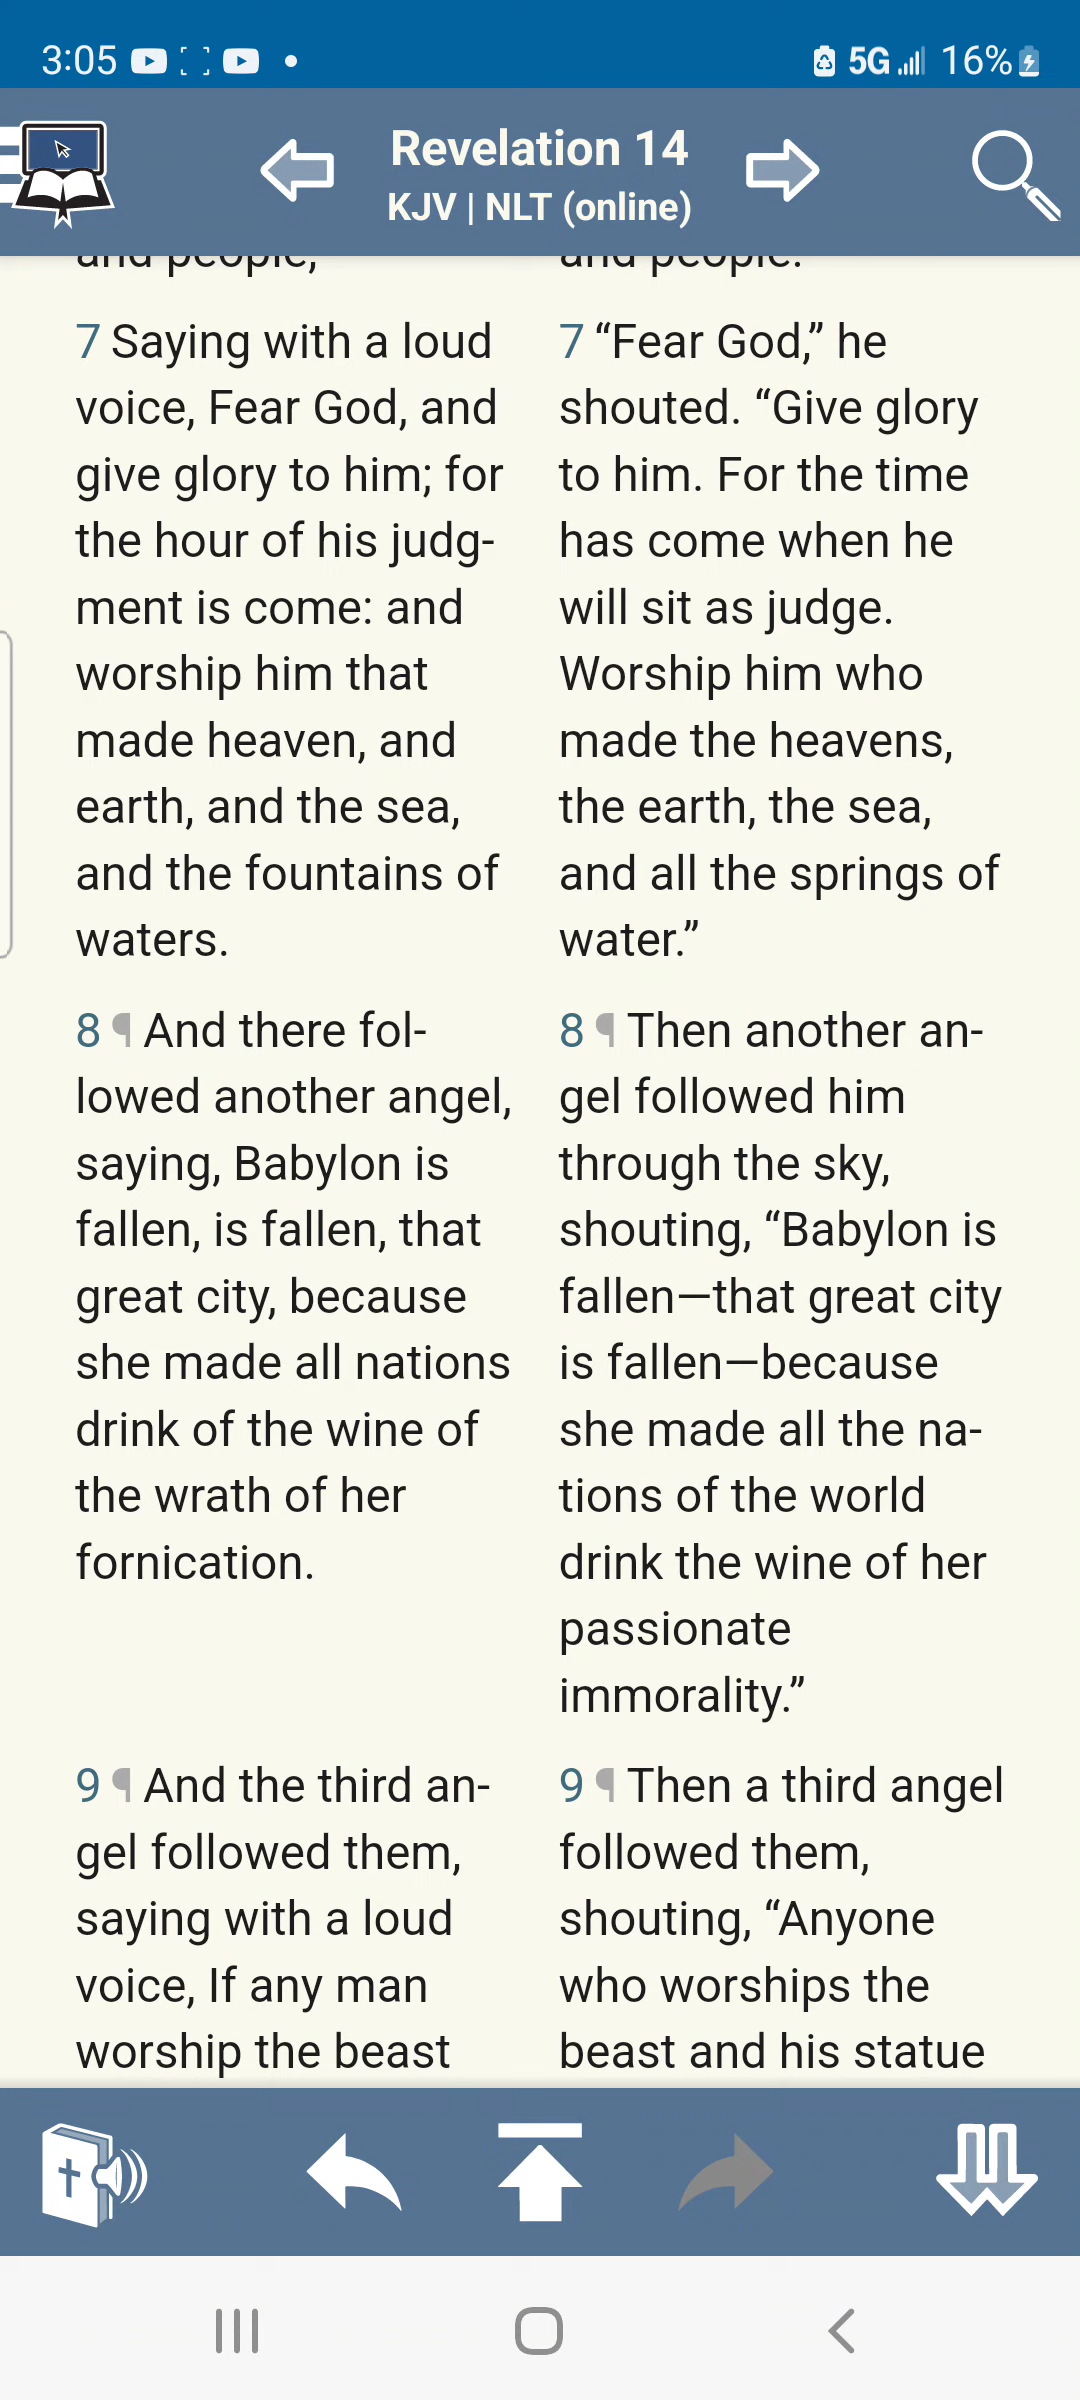 3:05
5G 16%
Revelation 14
KJV | NLT (online)
and people,
7 Saying with a loud
voice, Fear God, and
give glory to him; for
the hour of his judg-
ment is come: and
worship him that
made heaven, and
earth, and the sea,
and the fountains of
waters.
8 ¶ And there fol-
lowed another angel,
saying, Babylon is
fallen, is fallen, that
great city, because
she made all nations
drink of the wine of
the wrath of her
fornication.
9 ¶ And the third an-
gel followed them,
saying with a loud
voice, If any man
worship the beast
and people.
7 “Fear God,” he
shouted. “Give glory
to him. For the time
has come when he
will sit as judge.
Worship him who
made the heavens,
the earth, the sea,
and all the springs of
water.”
8 ¶ Then another an-
gel followed him
through the sky,
shouting, “Babylon is
fallen—that great city
is fallen—because
she made all the na-
tions of the world
drink the wine of her
passionate
immorality.”
9 ¶ Then a third angel
followed them,
shouting, “Anyone
who worships the
beast and his statue